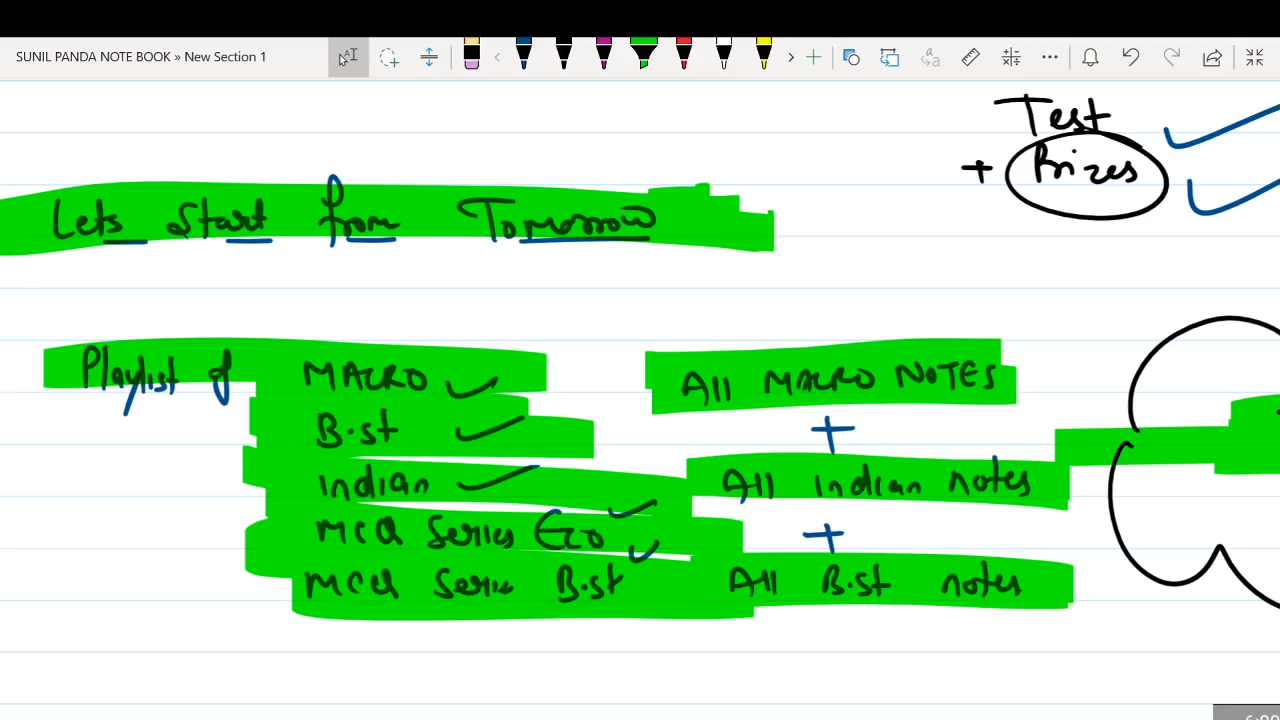 SUNIL PANDA NOTE BOOK » New Section 1
Test
+ Prizes
Lets start from Tomorrow
Playlist of MACRO ✓ All MACRO NOTES
B.st ✓ +
Indian ✓ All Indian notes
MCQ Series Eco ✓ +
MCQ Serie B.st ✓ All B.st notes